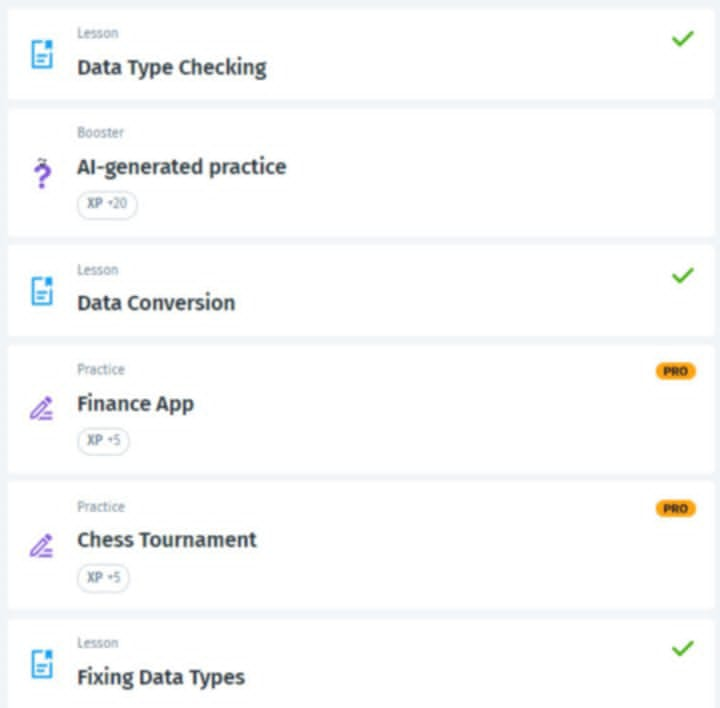 Lesson
Data Type Checking
Booster
AI-generated practice
XP +20
Lesson
Data Conversion
Practice
PRO
Finance App
XP +5
Practice
PRO
Chess Tournament
XP +5
Lesson
Fixing Data Types